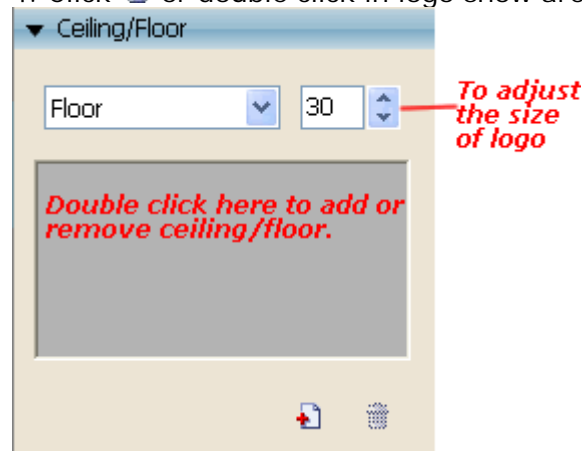 Ceiling/Floor
Floor
30
To adjust
the size
of logo
Double click here to add or
remove ceiling/floor.